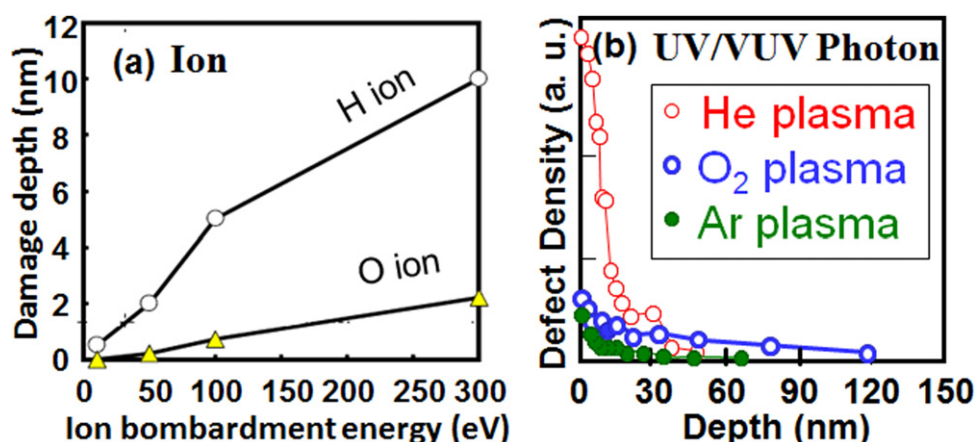 (a) Ion
Damage depth (nm)
12
10
8
6
4
2
0
H ion
O ion
0 50 100 150 200 250 300
Ion bombardment energy (eV)
(b) UV/VUV Photon
Defect Density (a. u.)
He plasma
O₂ plasma
Ar plasma
0 30 60 90 120 150
Depth (nm)